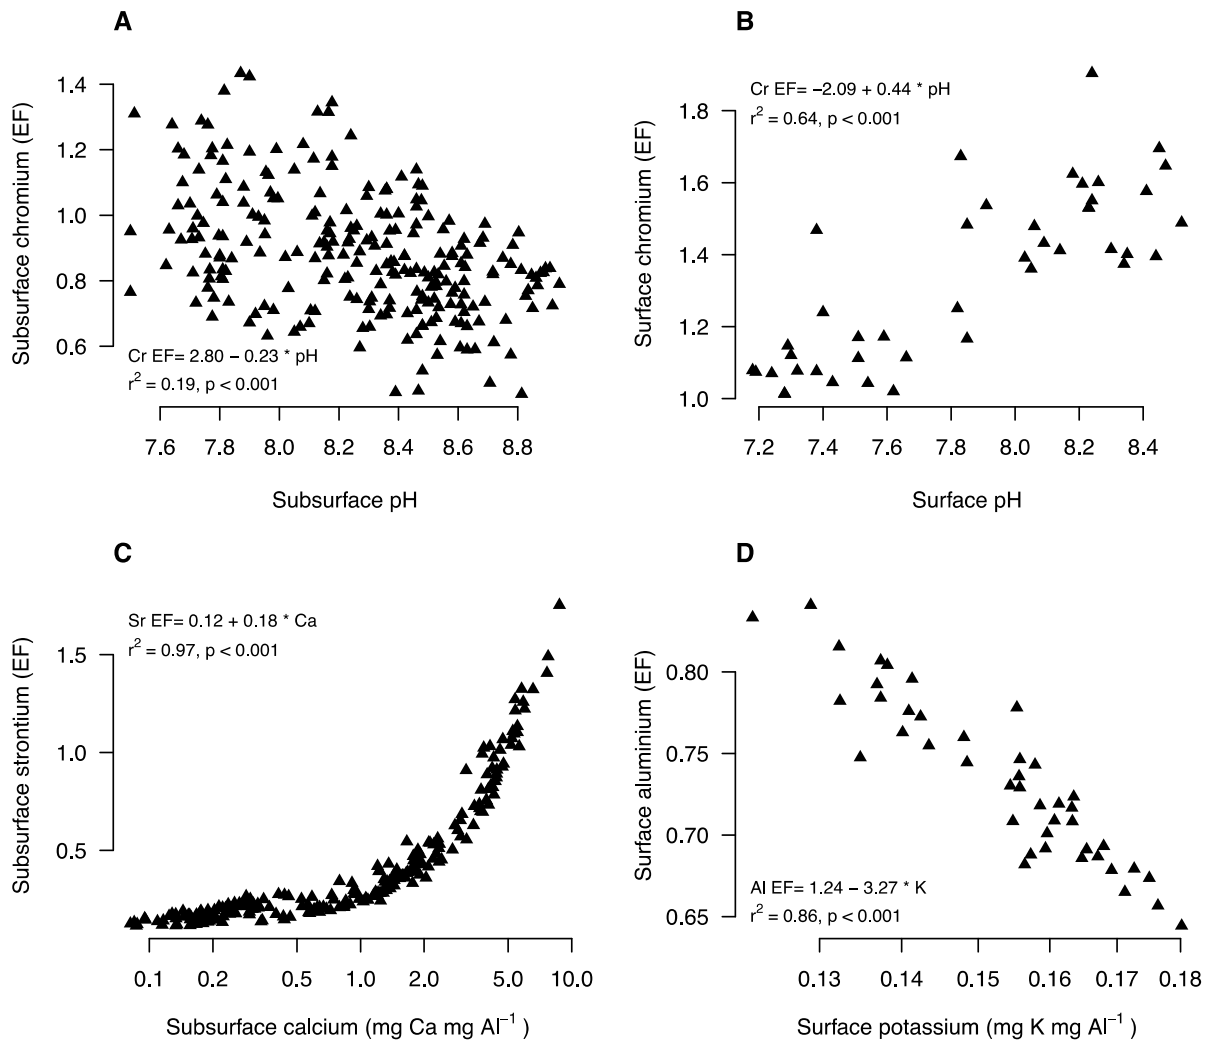 A
Subsurface chromium (EF)
1.4
1.2
1.0
0.8
0.6
Cr EF= 2.80 − 0.23 * pH
r² = 0.19, p < 0.001
7.6 7.8 8.0 8.2 8.4 8.6 8.8
Subsurface pH
B
Surface chromium (EF)
1.8
1.6
1.4
1.2
1.0
Cr EF= −2.09 + 0.44 * pH
r² = 0.64, p < 0.001
7.2 7.4 7.6 7.8 8.0 8.2 8.4
Surface pH
C
Subsurface strontium (EF)
1.5
1.0
0.5
Sr EF= 0.12 + 0.18 * Ca
r² = 0.97, p < 0.001
0.1 0.2 0.5 1.0 2.0 5.0 10.0
Subsurface calcium (mg Ca mg Al⁻¹ )
D
Surface aluminium (EF)
0.80
0.75
0.70
0.65
Al EF= 1.24 − 3.27 * K
r² = 0.86, p < 0.001
0.13 0.14 0.15 0.16 0.17 0.18
Surface potassium (mg K mg Al⁻¹ )